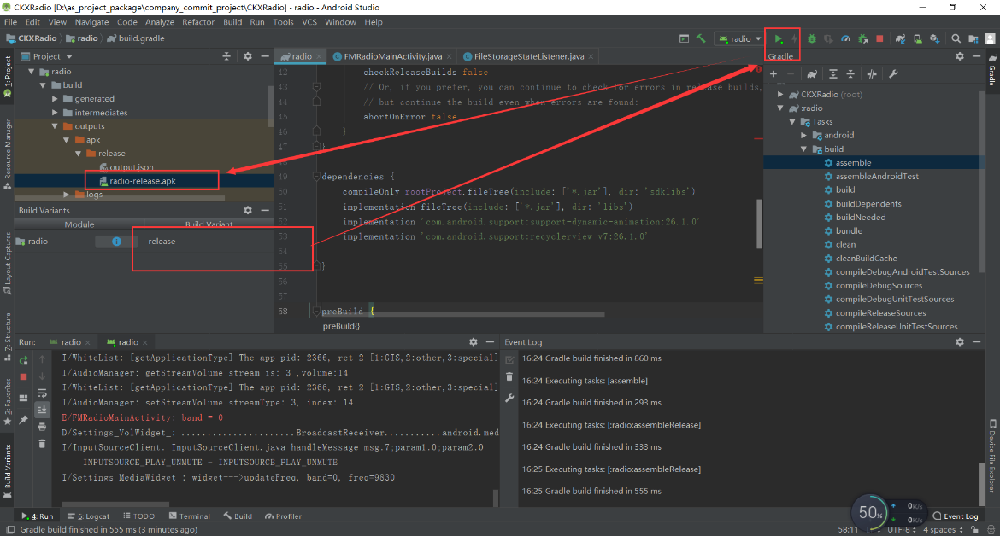 CKXRadio [D:\as_project_package\company_commit_project\CKXRadio] - radio - Android Studio
File Edit View Navigate Code Analyze Refactor Build Run Tools VCS Window Help
CKXRadio radio build.gradle
radio
Gradle
1: Project
Resource Manager
Layout Captures
Z: Structure
2: Favorites
Build Variants
Project
radio
build
generated
intermediates
outputs
apk
release
output.json
radio-release.apk
logs
Build Variants
Module Build Variant
radio release
radio FMRadioMainActivity.java FileStorageStateListener.java
42 checkReleaseBuilds false
43 // Or, if you prefer, you can continue to check for errors in release builds,
44 // but continue the build even when errors are found:
45 abortOnError false
46 }
47 }
49 dependencies {
50 compileOnly rootProject.fileTree(include: ['*.jar'], dir: 'sdklibs')
51 implementation fileTree(include: ['*.jar'], dir: 'libs')
52 implementation 'com.android.support:support-dynamic-animation:26.1.0'
53 implementation 'com.android.support:recyclerview-v7:26.1.0'
54
55 }
56
57
58 preBuild {
preBuild{}
CKXRadio (root)
:radio
Tasks
android
build
assemble
assembleAndroidTest
build
buildDependents
buildNeeded
bundle
clean
cleanBuildCache
compileDebugAndroidTestSources
compileDebugSources
compileDebugUnitTestSources
compileReleaseSources
compileReleaseUnitTestSources
Gradle
Device File Explorer
Run: radio radio
I/WhiteList: [getApplicationType] The app pid: 2366, ret 2 [1:GIS,2:other,3:special]
I/AudioManager: getStreamVolume stream is: 3 ,volume:14
I/WhiteList: [getApplicationType] The app pid: 2366, ret 2 [1:GIS,2:other,3:special]
I/AudioManager: setStreamVolume streamType: 3, index: 14
E/FMRadioMainActivity: band = 0
D/Settings_VolWidget_: .......................BroadcastReceiver...........android.med
I/InputSourceClient: InputSourceClient.java handleMessage msg:7;param1:0;param2:0
INPUTSOURCE_PLAY_UNMUTE - INPUTSOURCE_PLAY_UNMUTE
I/Settings_MediaWidget_: widget--->updateFreq, band=0, freq=9830
Event Log
16:24 Gradle build finished in 860 ms
16:24 Executing tasks: [assemble]
16:24 Gradle build finished in 293 ms
16:24 Executing tasks: [:radio:assembleRelease]
16:24 Gradle build finished in 333 ms
16:25 Executing tasks: [:radio:assembleRelease]
16:25 Gradle build finished in 555 ms
50%
0K/s
0K/s
4: Run 6: Logcat TODO Terminal Build Profiler Event Log
Gradle build finished in 555 ms (3 minutes ago) 58:11 UTF-8 4 spaces